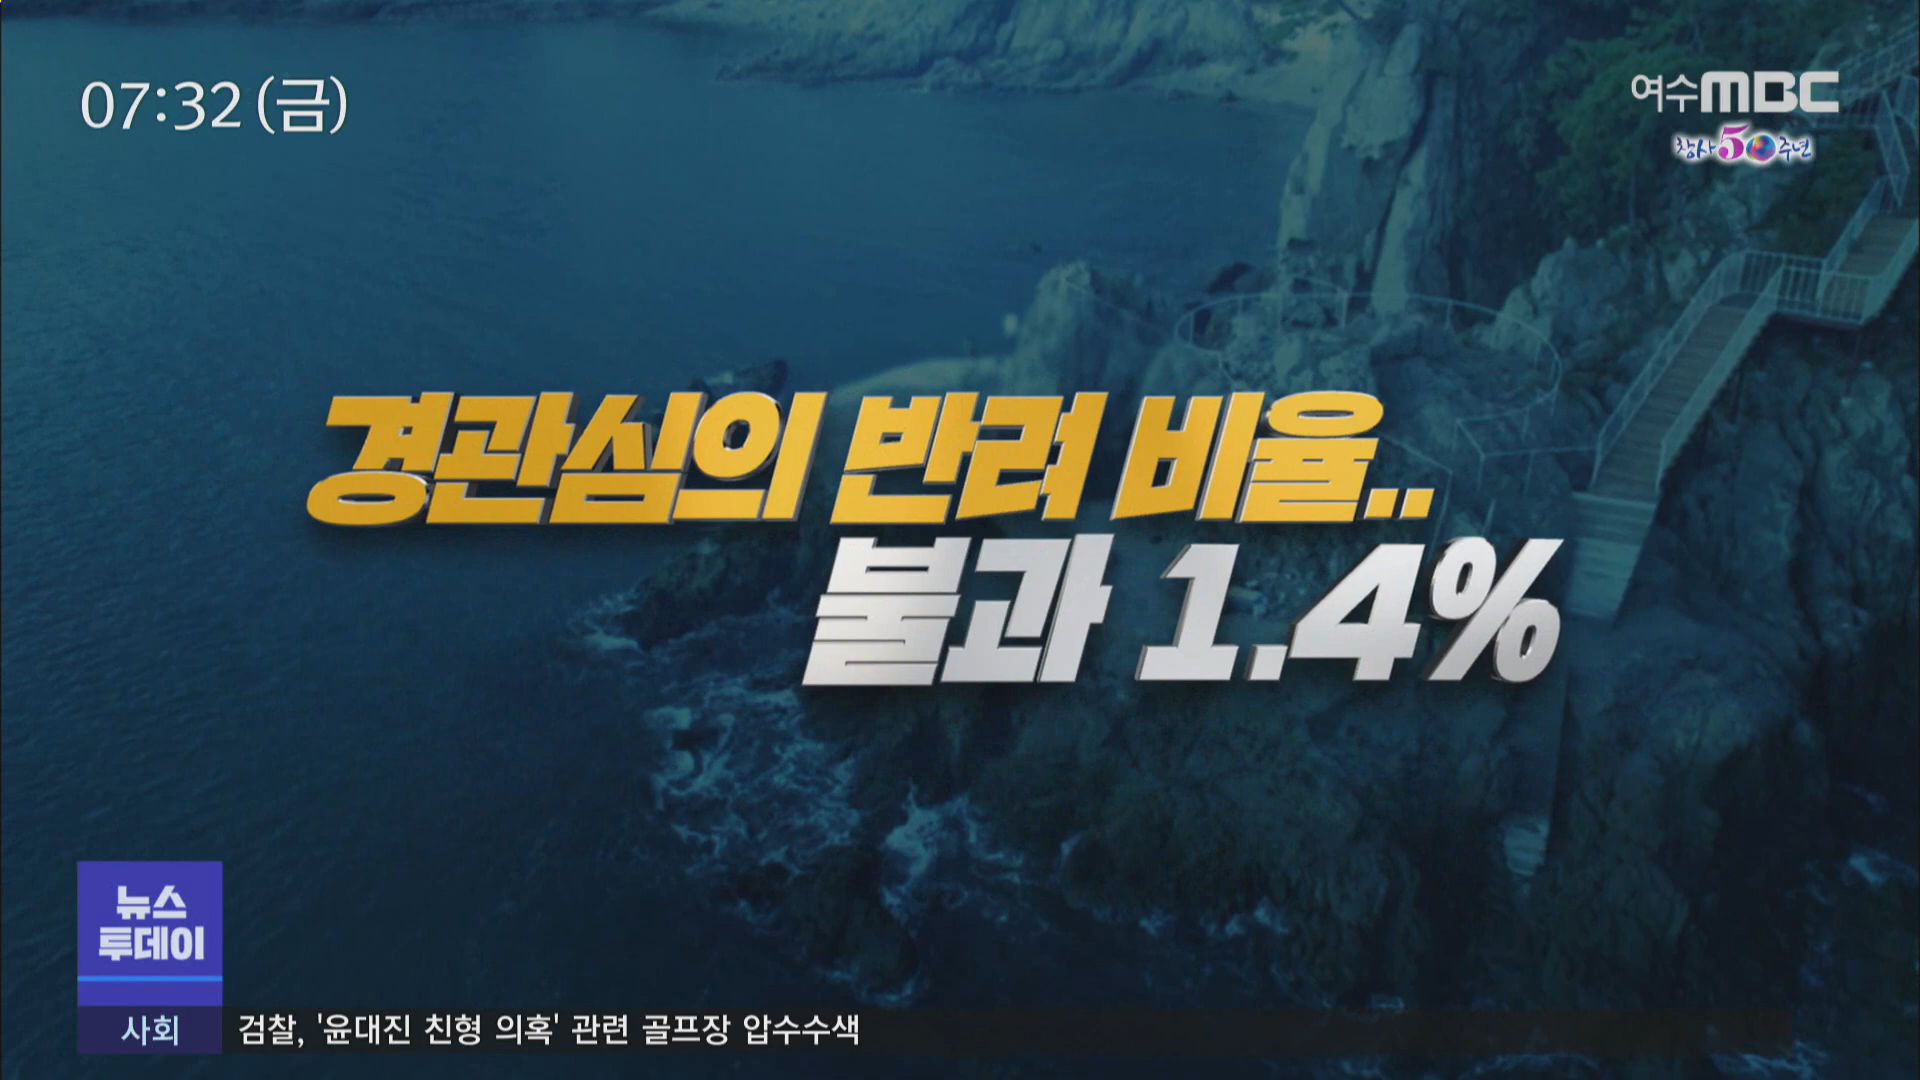 07:32 (금)
여수MBC
창사50주년
경관심의 반려 비율..
불과 1.4%
뉴스
투데이
사회
검찰, '윤대진 친형 의혹' 관련 골프장 압수수색